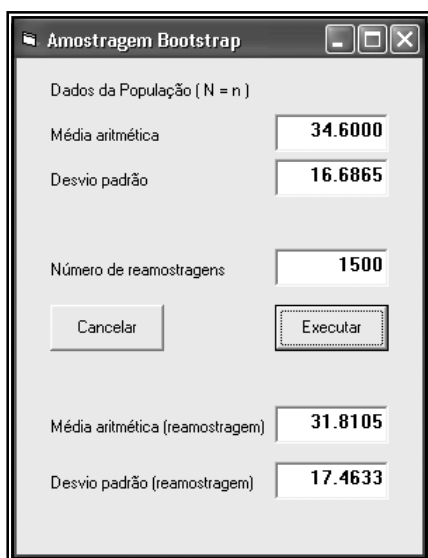 Amostragem Bootstrap
Dados da População ( N = n )
Média aritmética 34.6000
Desvio padrão 16.6865
Número de reamostragens 1500
Cancelar Executar
Média aritmética (reamostragem) 31.8105
Desvio padrão (reamostragem) 17.4633